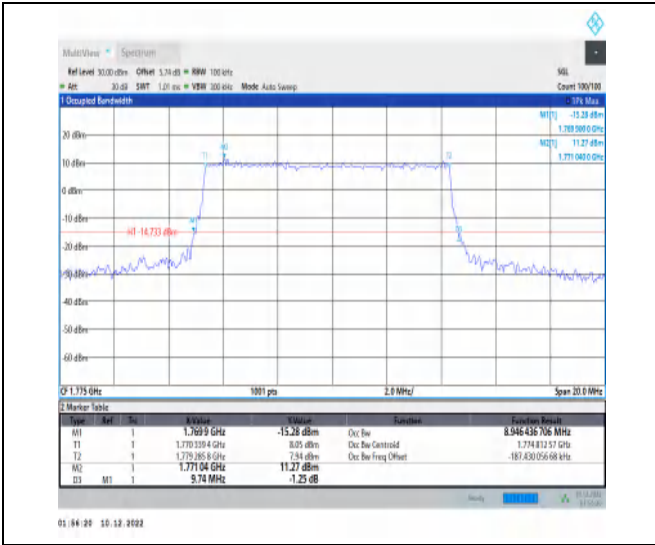 MultiView Spectrum
Ref Level 30.00 dBm Offset 5.74 dB RBW 100 kHz SGL
Att 30 dB SWT 1.01 ms VBW 300 kHz Mode Auto Sweep Count 100/100
1 Occupied Bandwidth 1Pk Max
M1[1] -15.28 dBm
1.769 900 0 GHz
20 dBm M2[1] 11.27 dBm
1.771 040 0 GHz
M2
T1 T2
10 dBm
0 dBm
-10 dBm
M1
H1 -14.733 dBm
D3
-30 dBm
-40 dBm
-50 dBm
-60 dBm
CF 1.775 GHz 1001 pts 2.0 MHz/ Span 20.0 MHz
2 Marker Table
Type Ref Trc X-Value Y-Value Function Function Result
M1 1 1.7699 GHz -15.28 dBm Occ Bw 8.946 436 706 MHz
T1 1 1.770 339 4 GHz 8.05 dBm Occ Bw Centroid 1.774 812 57 GHz
T2 1 1.779 285 8 GHz 7.94 dBm Occ Bw Freq Offset -187.430 056 68 kHz
M2 1 1.77104 GHz 11.27 dBm
D3 M1 1 9.74 MHz -1.25 dB
Ready
01:56:20 10.12.2022